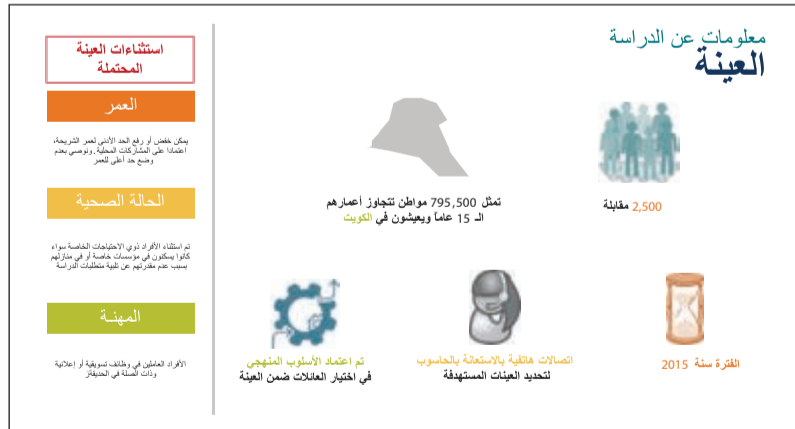 معلومات عن الدراسة
العينة
2,500 مقابلة
تمثل 795,500 مواطن تتجاوز أعمارهم
الـ 15 عاماً ويعيشون في الكويت
الفترة سنة 2015
اتصالات هاتفية بالاستعانة بالحاسوب
لتحديد العينات المستهدفة
تم اعتماد الأسلوب المنهجي
في اختيار العائلات ضمن العينة
استثناءات العينة
المحتملة
العمر
يمكن خفض أو رفع الحد الأدنى لعمر الشريحة،
اعتمادا على المشاركات المحلية. ونوصي بعدم
وضع حد أعلى للعمر
الحالة الصحية
تم استثناء الأفراد ذوي الاحتياجات الخاصة سواء
كانوا يسكنون في مؤسسات خاصة أو في منازلهم
بسبب عدم مقدرتهم عن تلبية متطلبات الدراسة
المهنـة
الأفراد العاملين في وظائف تسويقية أو إعلانية
وذات الصلة في